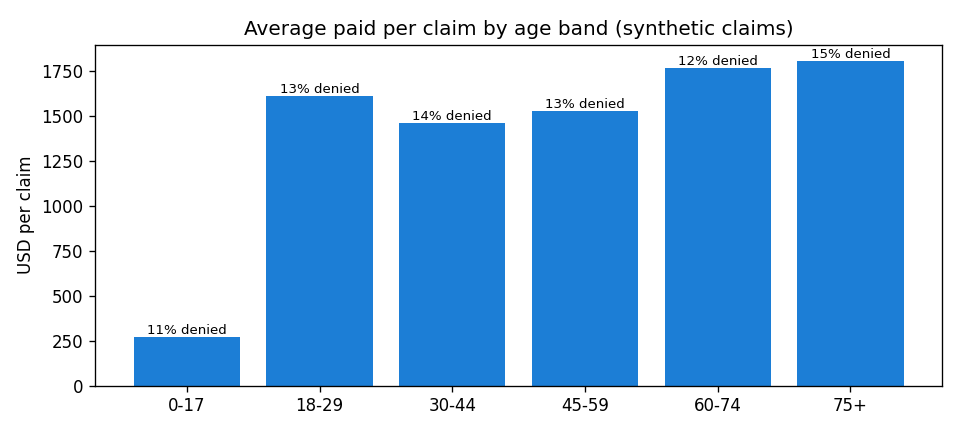 Average paid per claim by age band (synthetic claims)
USD per claim
1750
1500
1250
1000
750
500
250
0
11% denied
13% denied
14% denied
13% denied
12% denied
15% denied
0-17
18-29
30-44
45-59
60-74
75+